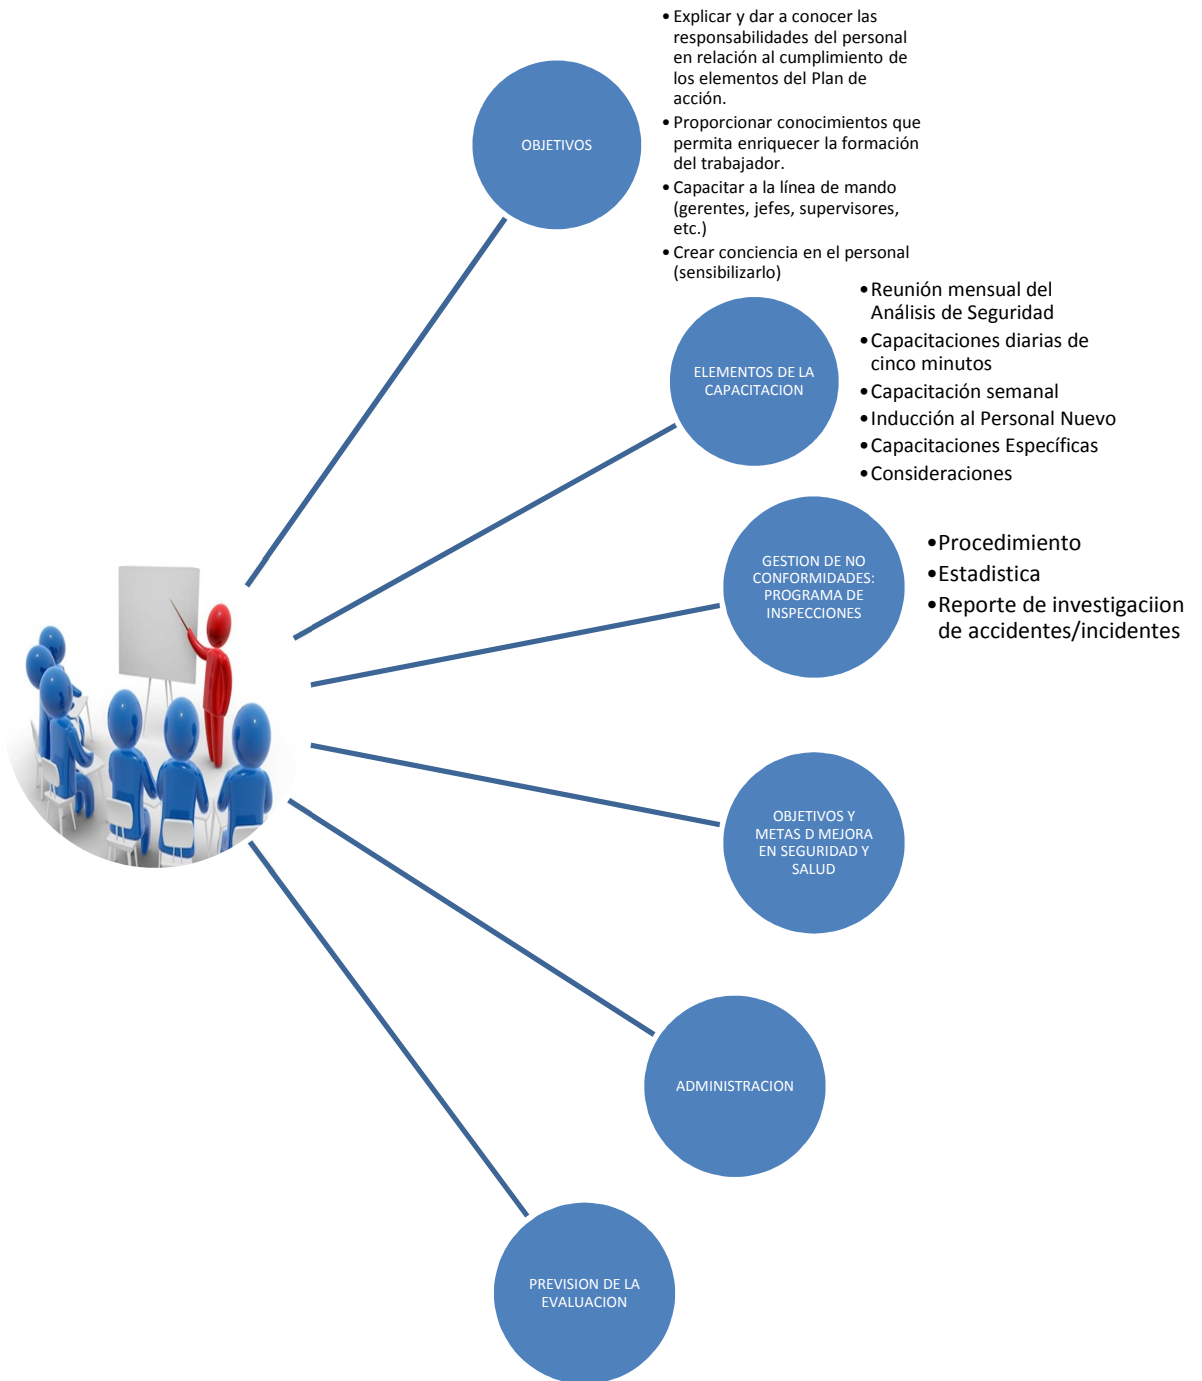 • Explicar y dar a conocer las
responsabilidades del personal
en relación al cumplimiento de
los elementos del Plan de
acción.
• Proporcionar conocimientos que
permita enriquecer la formación
del trabajador.
• Capacitar a la línea de mando
(gerentes, jefes, supervisores,
etc.)
• Crear conciencia en el personal
(sensibilizarlo)
OBJETIVOS
• Reunión mensual del
Análisis de Seguridad
• Capacitaciones diarias de
cinco minutos
• Capacitación semanal
• Inducción al Personal Nuevo
• Capacitaciones Específicas
• Consideraciones
ELEMENTOS DE LA
CAPACITACION
• Procedimiento
• Estadistica
• Reporte de investigaciion
de accidentes/incidentes
GESTION DE NO
CONFORMIDADES:
PROGRAMA DE
INSPECCIONES
OBJETIVOS Y
METAS D MEJORA
EN SEGURIDAD Y
SALUD
ADMINISTRACION
PREVISION DE LA
EVALUACION